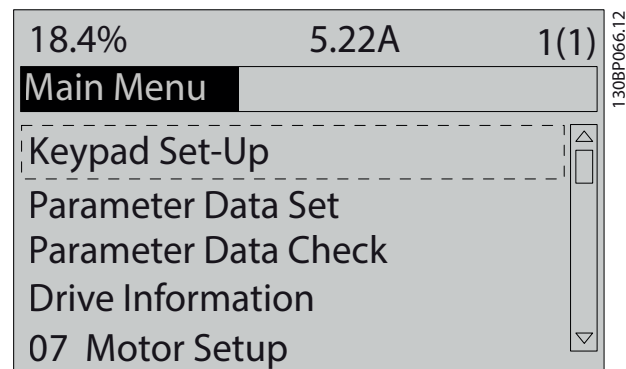 18.4% 5.22A 1(1)
Main Menu
Keypad Set-Up
Parameter Data Set
Parameter Data Check
Drive Information
07 Motor Setup
130BP066.12